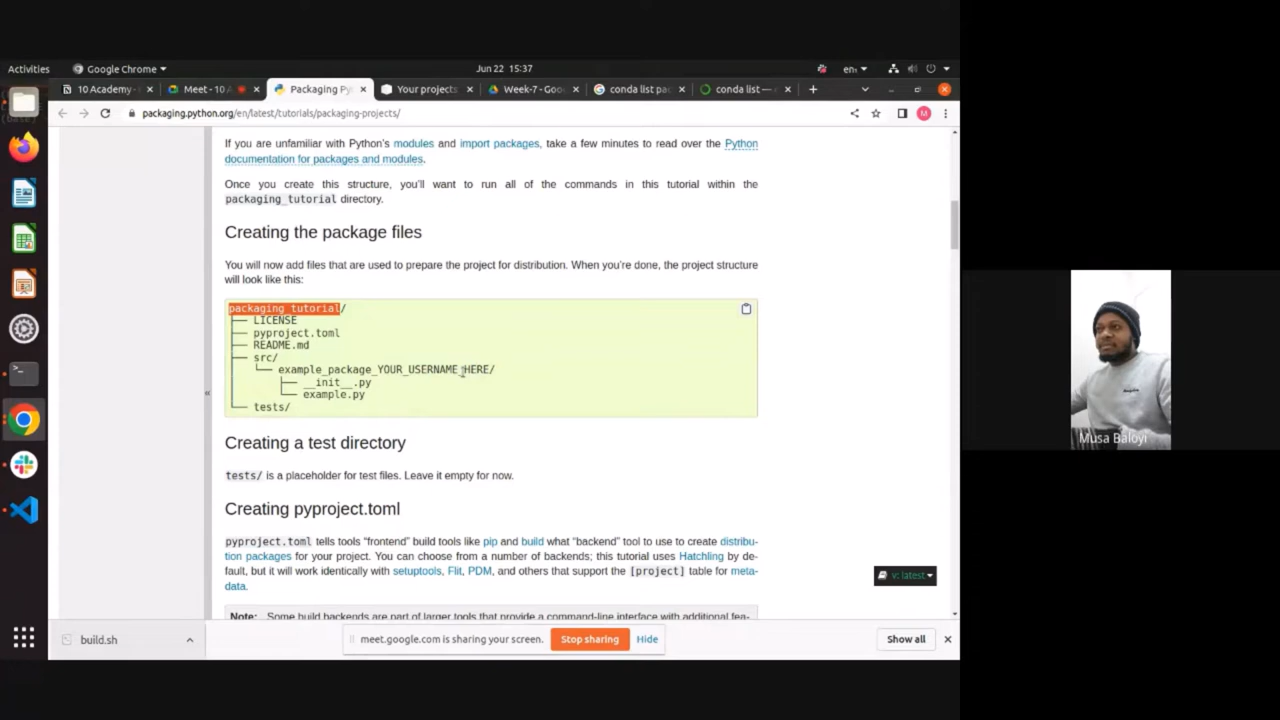 Activities
Google Chrome
Jun 22 15:37
en₁
10 Academy -
Meet - 10 A
Packaging Py
Your projects
Week-7 - Goo
conda list pac
conda list —
packaging.python.org/en/latest/tutorials/packaging-projects/
M
If you are unfamiliar with Python's modules and import packages, take a few minutes to read over the Python
documentation for packages and modules.
Once you create this structure, you'll want to run all of the commands in this tutorial within the
packaging_tutorial directory.
Creating the package files
You will now add files that are used to prepare the project for distribution. When you're done, the project structure
will look like this:
packaging_tutorial/
├── LICENSE
├── pyproject.toml
├── README.md
├── src/
│   └── example_package_YOUR_USERNAME_HERE/
│       ├── __init__.py
│       └── example.py
└── tests/
Creating a test directory
tests/ is a placeholder for test files. Leave it empty for now.
Creating pyproject.toml
pyproject.toml tells tools "frontend" build tools like pip and build what "backend" tool to use to create distribu-
tion packages for your project. You can choose from a number of backends; this tutorial uses Hatchling by de-
fault, but it will work identically with setuptools, Flit, PDM, and others that support the [project] table for meta-
data.
v: latest
Note: Some build backends are part of larger tools that provide a command-line interface with additional fea-
build.sh
meet.google.com is sharing your screen.
Stop sharing
Hide
Show all
Musa Baloyi